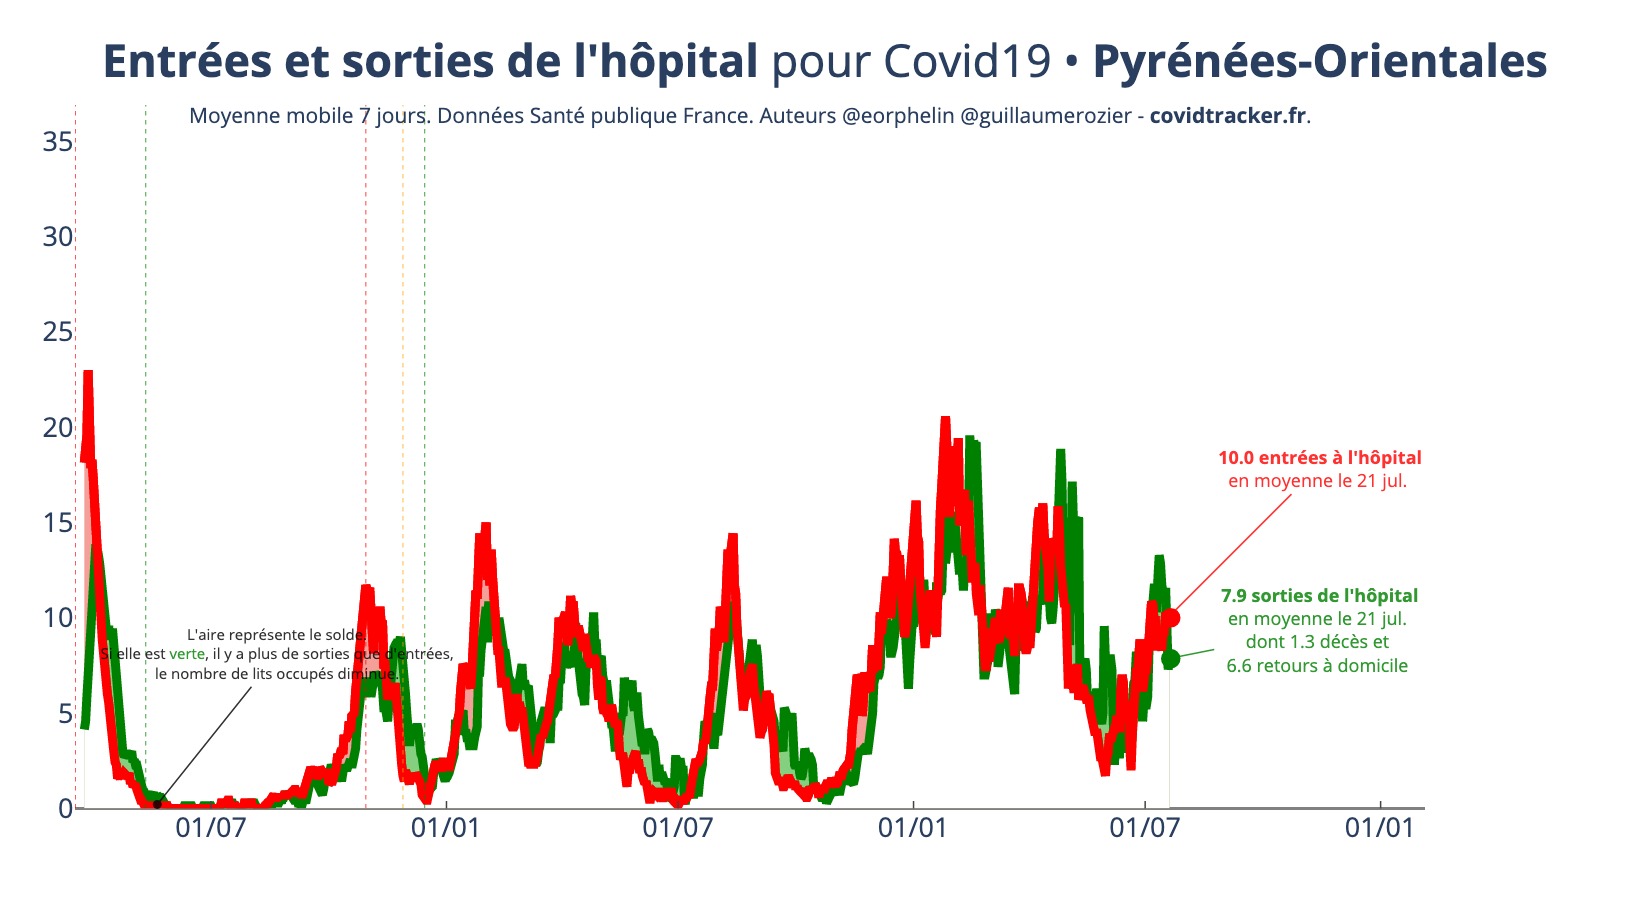 Entrées et sorties de l'hôpital pour Covid19 • Pyrénées-Orientales
Moyenne mobile 7 jours. Données Santé publique France. Auteurs @eorphelin @guillaumerozier - covidtracker.fr.
35
30
25
20
15
10
5
0
10.0 entrées à l'hôpital
en moyenne le 21 jul.
7.9 sorties de l'hôpital
en moyenne le 21 jul.
dont 1.3 décès et
6.6 retours à domicile
L'aire représente le solde.
Si elle est verte, il y a plus de sorties que d'entrées,
le nombre de lits occupés diminue.
01/07 01/01 01/07 01/01 01/07 01/01